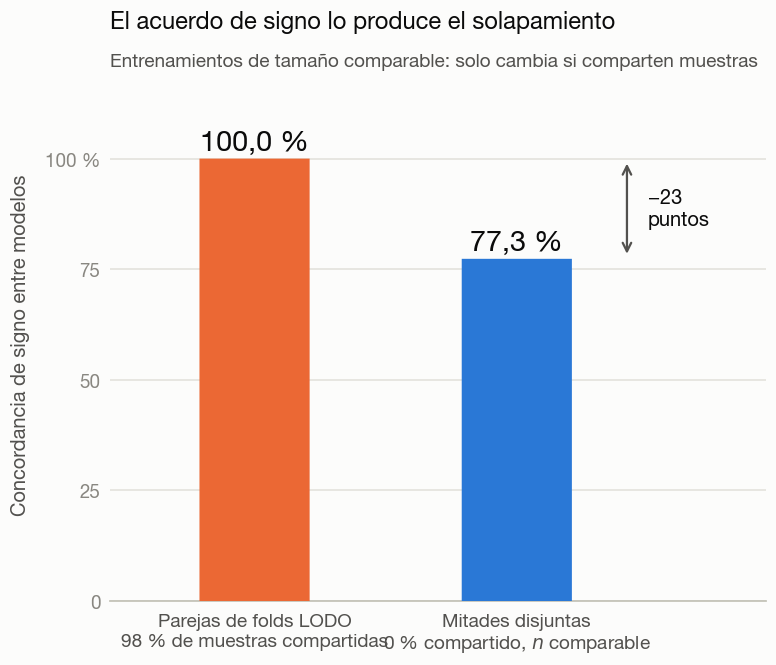 El acuerdo de signo lo produce el solapamiento
Entrenamientos de tamaño comparable: solo cambia si comparten muestras
100,0 %
100 %
−23
puntos
77,3 %
75
50
25
0
Concordancia de signo entre modelos
Parejas de folds LODO
98 % de muestras compartidas
Mitades disjuntas
0 % compartido, n comparable